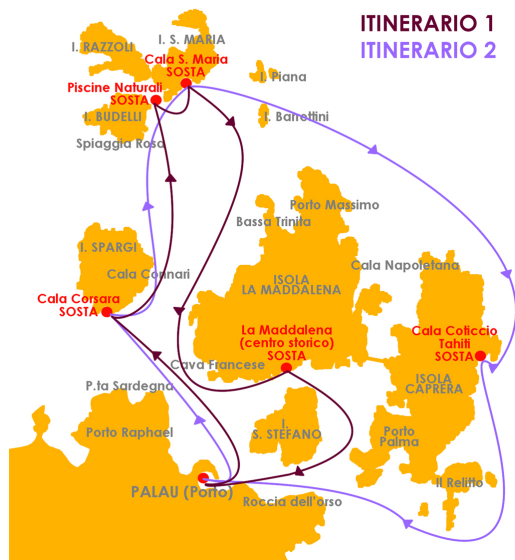 ITINERARIO 1
ITINERARIO 2
I. S. MARIA
I. RAZZOLI
Cala S. Maria
SOSTA
I. Piana
Piscine Naturali
SOSTA
I. BUDELLI
I. Barrettini
Spiaggia Rosa
Porto Massimo
Bassa Trinita
I. SPARGI
Cala Connari
Cala Napoletana
ISOLA
LA MADDALENA
Cala Corsara
SOSTA
La Maddalena
(centro storico)
SOSTA
Cala Coticcio
Tahiti
SOSTA
Cava Francese
P.ta Sardegna
ISOLA
CAPRERA
I.
S. STEFANO
Porto Raphael
Porto
Palma
Il Relitto
PALAU (Porto)
Roccia dell'orso